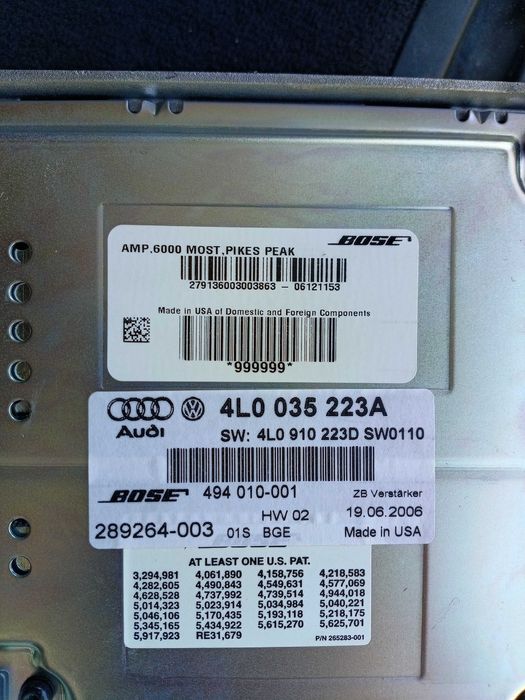 AMP.6000 MOST,PIKES PEAK
BOSE
279136003003863 - 06121153
Made in USA of Domestic and Foreign Components
*999999*
Audi
4L0 035 223A
SW: 4L0 910 223D SW0110
BOSE 494 010-001 ZB Verstärker
HW 02 19.06.2006
289264-003 01S BGE Made in USA
AT LEAST ONE U.S. PAT.
3,294,981 4,061,890 4,158,756 4,218,583
4,282,605 4,490,843 4,549,631 4,577,069
4,628,528 4,737,992 4,739,514 4,944,018
5,014,323 5,023,914 5,034,984 5,040,221
5,046,106 5,170,435 5,193,118 5,218,175
5,345,165 5,434,922 5,615,270 5,625,701
5,917,923 RE31,679
P/N 265283-001